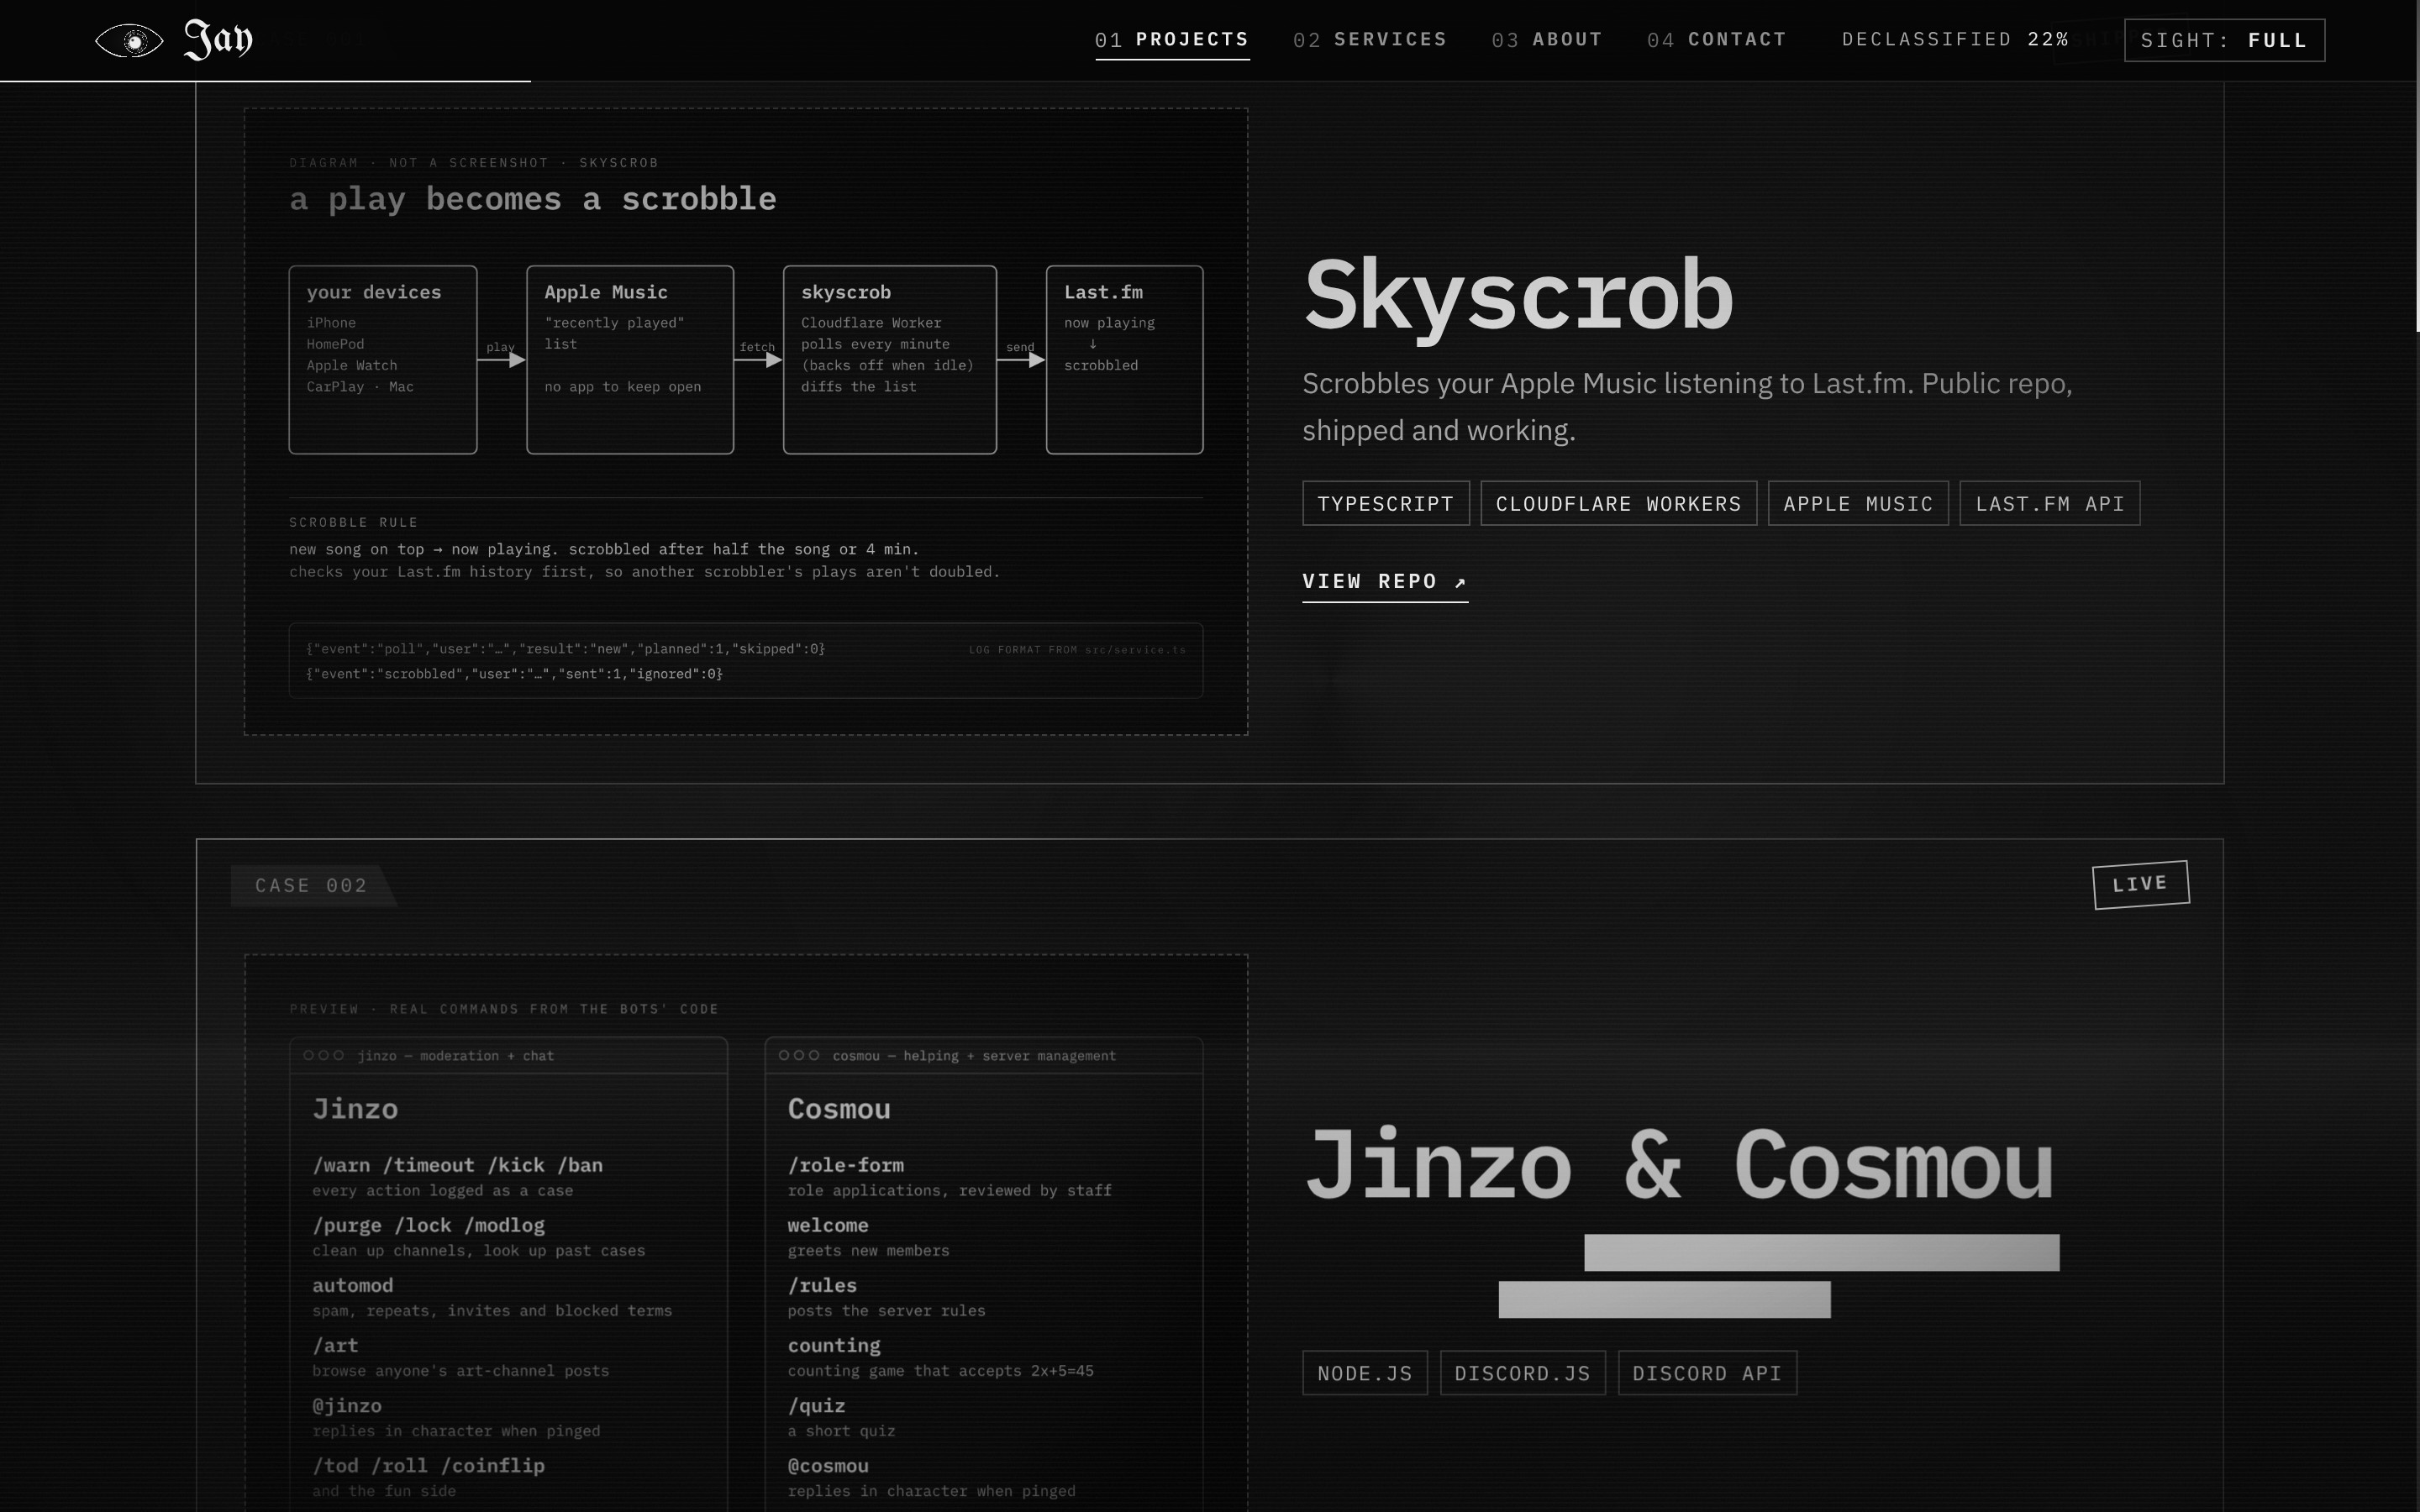 Jay
01 PROJECTS 02 SERVICES 03 ABOUT 04 CONTACT DECLASSIFIED 22% SIGHT: FULL
DIAGRAM · NOT A SCREENSHOT · SKYSCROB
a play becomes a scrobble
your devices
iPhone
HomePod
Apple Watch
CarPlay · Mac
play
Apple Music
"recently played"
list
no app to keep open
fetch
skyscrob
Cloudflare Worker
polls every minute
(backs off when idle)
diffs the list
send
Last.fm
now playing
↓
scrobbled
SCROBBLE RULE
new song on top → now playing. scrobbled after half the song or 4 min.
checks your Last.fm history first, so another scrobbler's plays aren't doubled.
{"event":"poll","user":"…","result":"new","planned":1,"skipped":0}
LOG FORMAT FROM src/service.ts
{"event":"scrobbled","user":"…","sent":1,"ignored":0}
Skyscrob
Scrobbles your Apple Music listening to Last.fm. Public repo,
shipped and working.
TYPESCRIPT CLOUDFLARE WORKERS APPLE MUSIC LAST.FM API
VIEW REPO ↗
CASE 002
LIVE
PREVIEW · REAL COMMANDS FROM THE BOTS' CODE
jinzo — moderation + chat
Jinzo
/warn /timeout /kick /ban
every action logged as a case
/purge /lock /modlog
clean up channels, look up past cases
automod
spam, repeats, invites and blocked terms
/art
browse anyone's art-channel posts
@jinzo
replies in character when pinged
/tod /roll /coinflip
and the fun side
cosmou — helping + server management
Cosmou
/role-form
role applications, reviewed by staff
welcome
greets new members
/rules
posts the server rules
counting
counting game that accepts 2x+5=45
/quiz
a short quiz
@cosmou
replies in character when pinged
Jinzo & Cosmou
NODE.JS DISCORD.JS DISCORD API